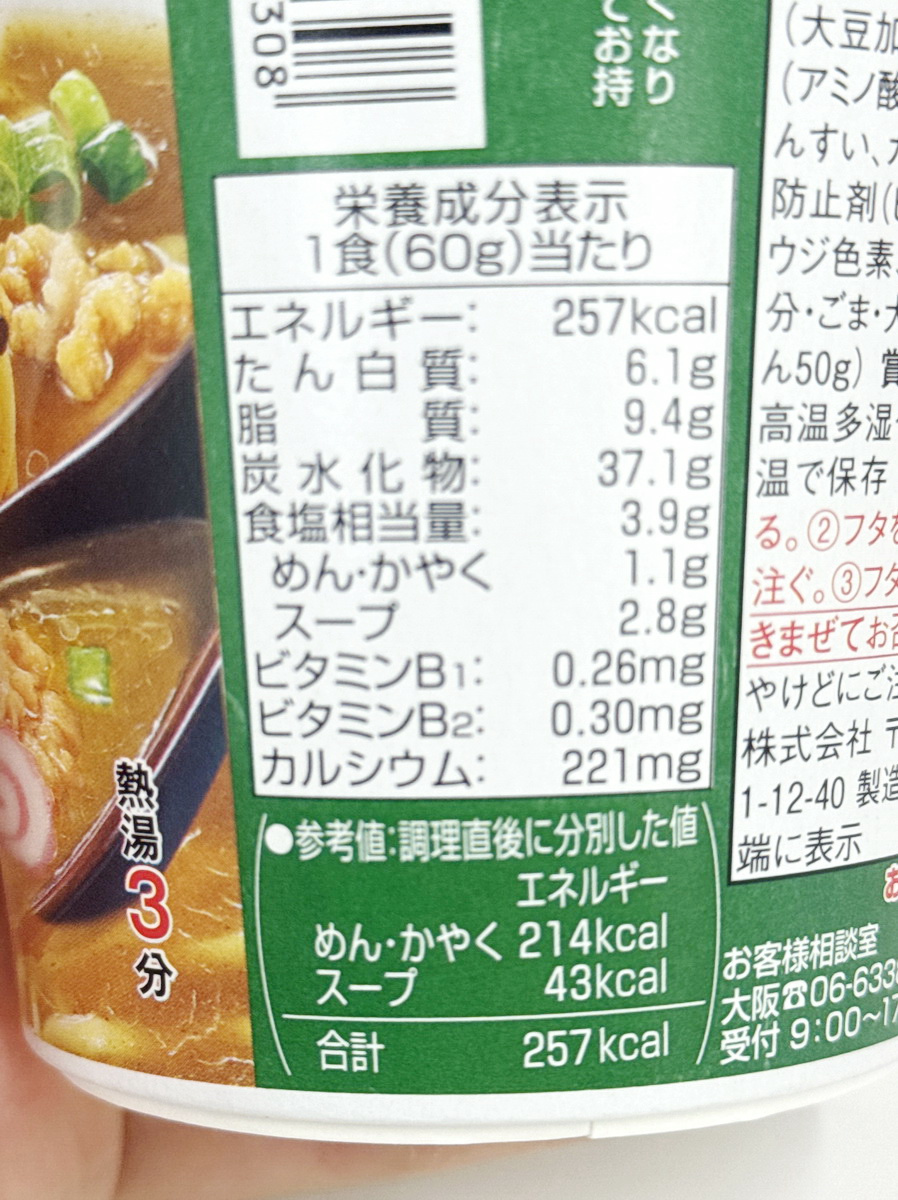 308
くなり
てお持
栄養成分表示
1食(60g)当たり
エネルギー: 257kcal
たん白質: 6.1g
脂質: 9.4g
炭水化物: 37.1g
食塩相当量: 3.9g
めん・かやく 1.1g
スープ 2.8g
ビタミンB1: 0.26mg
ビタミンB2: 0.30mg
カルシウム: 221mg
●参考値:調理直後に分別した値
エネルギー
めん・かやく 214kcal
スープ 43kcal
合計 257kcal
熱湯3分
(大豆加
(アミノ酸
んすい、カ
防止剤(
ウジ色素
分・ごま・大
ん50g) 賞
高温多湿
温で保存
る。②フタを
注ぐ。③フタ
きまぜてお召
やけどにご注
株式会社 〒
1-12-40 製造
端に表示
お
お客様相談室
大阪☎06-633
受付 9:00~17